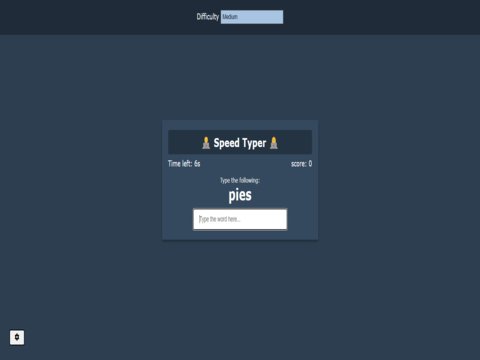 Difficulty Medium
Speed Typer
Time left: 6s score: 0
Type the following:
pies
Type the word here...